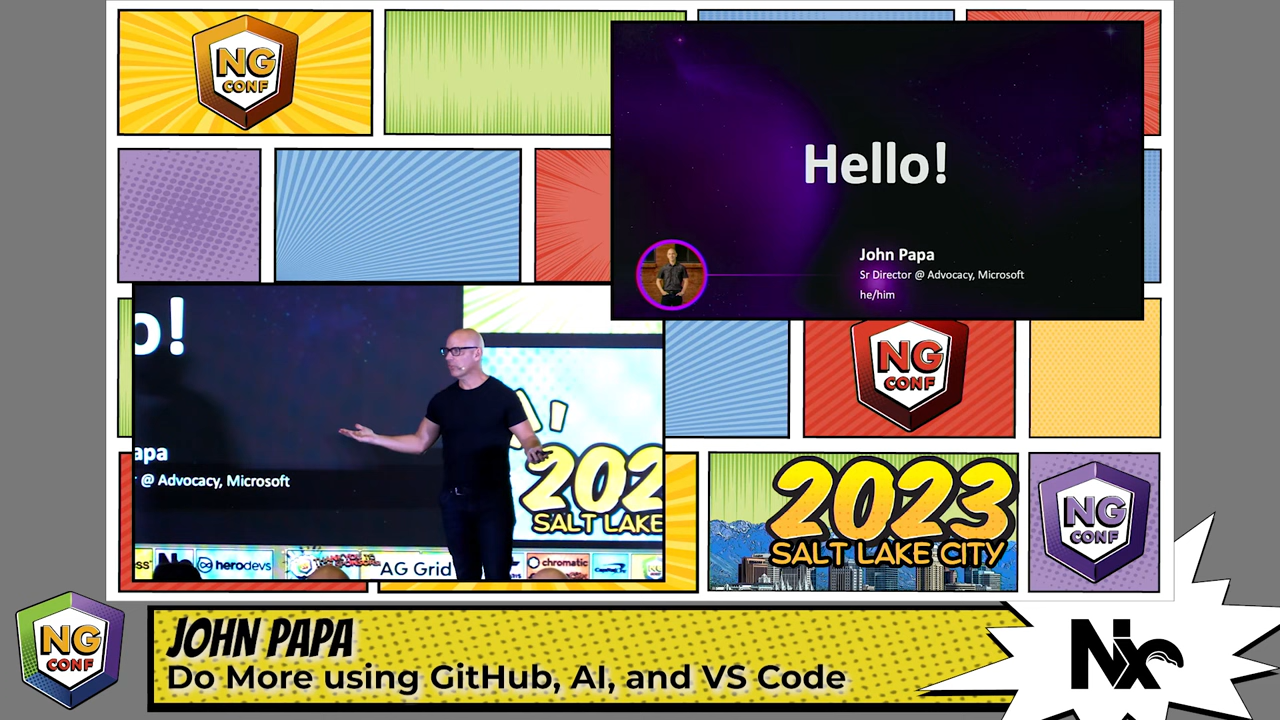 NG
CONF
Hello!
John Papa
Sr Director @ Advocacy, Microsoft
he/him
o!
apa
@ Advocacy, Microsoft
202
SALT LAKE
herodevs
AG Grid
chromatic
NG
CONF
2023
SALT LAKE CITY
NG
CONF
NG
CONF
JOHN PAPA
Do More using GitHub, AI, and VS Code
Nx